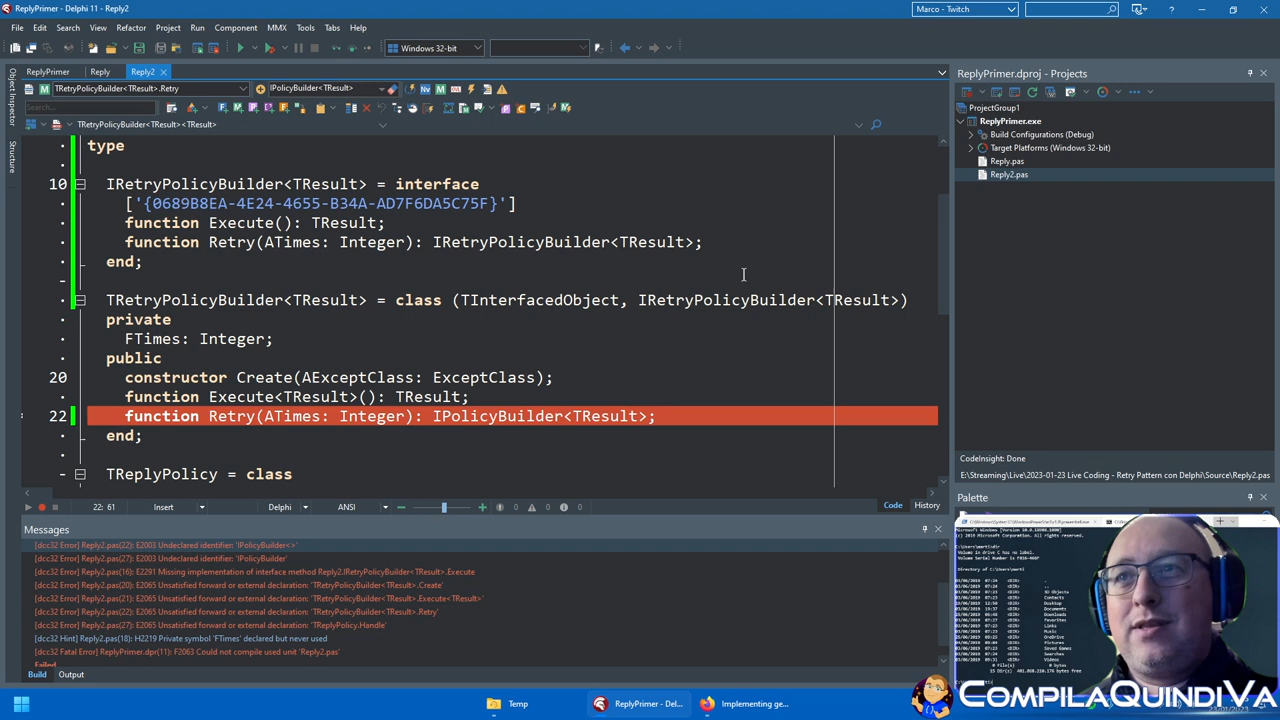 ReplyPrimer - Delphi 11 - Reply2
Marco - Twitch
File Edit Search View Refactor Project Run Component MMX Tools Tabs Help
Windows 32-bit
ReplyPrimer.dproj - Projects
ReplyPrimer Reply Reply2
TRetryPolicyBuilder<TResult>.Retry
IPolicyBuilder<TResult>
Search...
TRetryPolicyBuilder<TResult><TResult>
Object Inspector
Structure
type
10 IRetryPolicyBuilder<TResult> = interface
['{0689B8EA-4E24-4655-B34A-AD7F6DA5C75F}']
function Execute(): TResult;
function Retry(ATimes: Integer): IRetryPolicyBuilder<TResult>;
end;
TRetryPolicyBuilder<TResult> = class (TInterfacedObject, IRetryPolicyBuilder<TResult>)
private
FTimes: Integer;
public
20 constructor Create(AExceptClass: ExceptClass);
function Execute<TResult>(): TResult;
22 function Retry(ATimes: Integer): IPolicyBuilder<TResult>;
end;
TReplyPolicy = class
22: 61 Insert Delphi ANSI 0 0 0 Code History
ProjectGroup1
ReplyPrimer.exe
Build Configurations (Debug)
Target Platforms (Windows 32-bit)
Reply.pas
Reply2.pas
CodeInsight: Done
E:\Streaming\Live\2023-01-23 Live Coding - Retry Pattern con Delphi\Source\Reply2.pas
Palette
Messages
[dcc32 Error] Reply2.pas(22): E2003 Undeclared identifier: 'IPolicyBuilder<>'
[dcc32 Error] Reply2.pas(27): E2003 Undeclared identifier: 'IPolicyBuilder'
[dcc32 Error] Reply2.pas(16): E2291 Missing implementation of interface method Reply2.IRetryPolicyBuilder<TResult>.Execute
[dcc32 Error] Reply2.pas(20): E2065 Unsatisfied forward or external declaration: 'TRetryPolicyBuilder<TResult>.Create'
[dcc32 Error] Reply2.pas(21): E2065 Unsatisfied forward or external declaration: 'TRetryPolicyBuilder<TResult>.Execute<TResult>'
[dcc32 Error] Reply2.pas(22): E2065 Unsatisfied forward or external declaration: 'TRetryPolicyBuilder<TResult>.Retry'
[dcc32 Error] Reply2.pas(27): E2065 Unsatisfied forward or external declaration: 'TReplyPolicy.Handle'
[dcc32 Hint] Reply2.pas(18): H2219 Private symbol 'FTimes' declared but never used
[dcc32 Fatal Error] ReplyPrimer.dpr(11): F2063 Could not compile used unit 'Reply2.pas'
Failed
Build Output
Temp
ReplyPrimer - Del...
Implementing ge...
COMPILAQUINDIVA